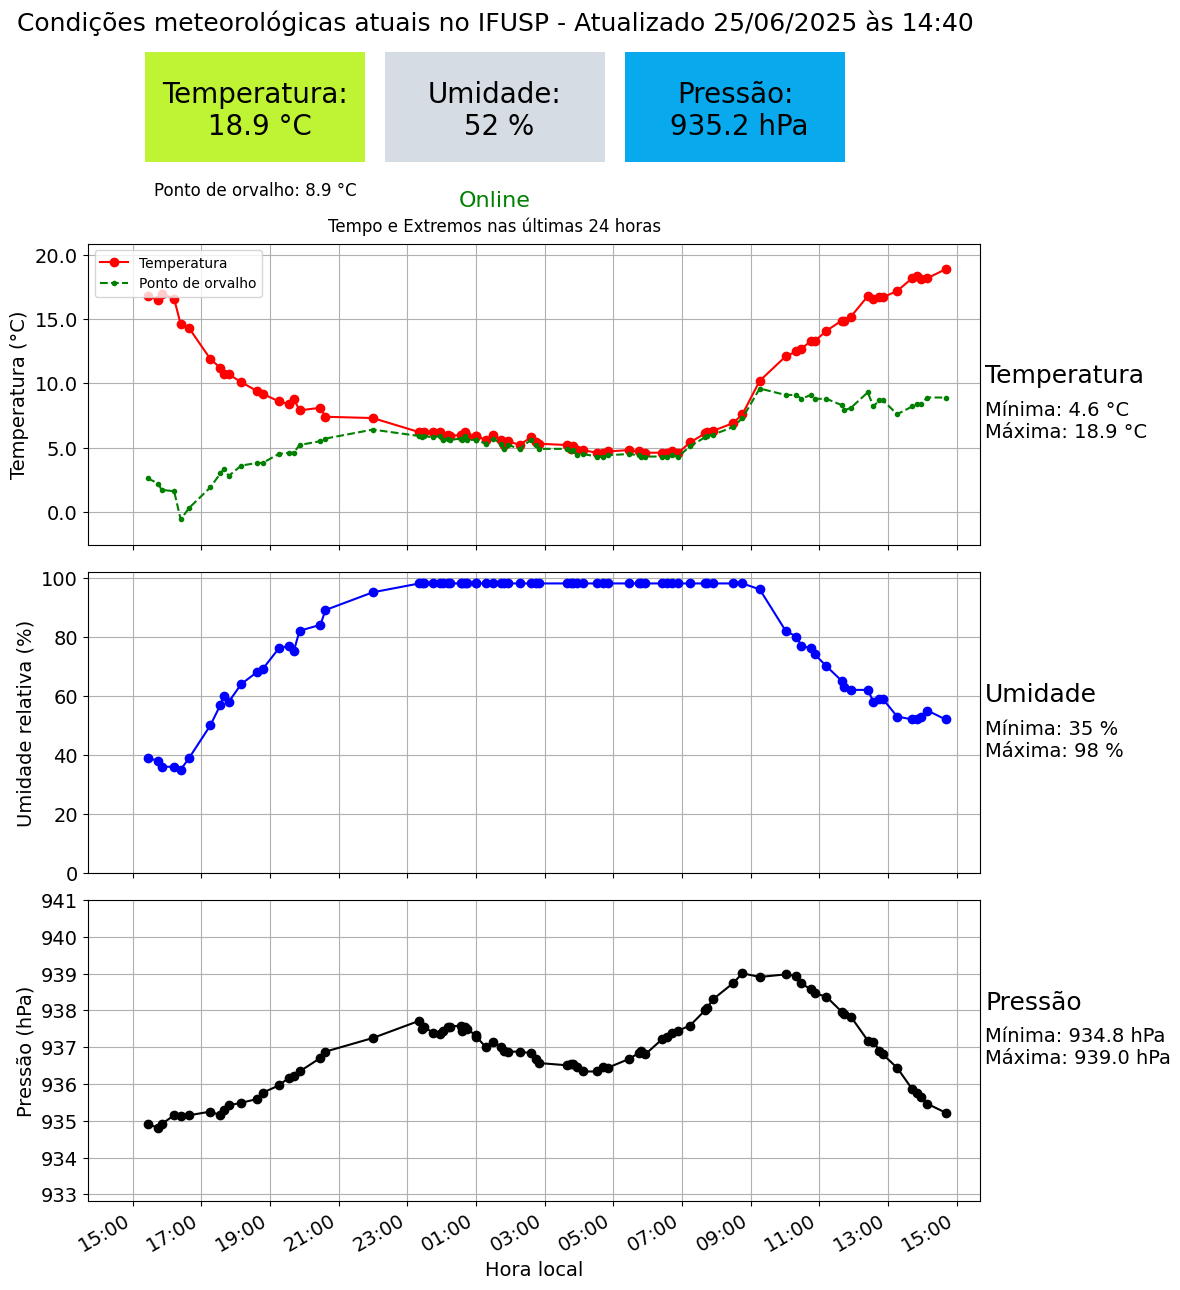 Condições meteorológicas atuais no IFUSP - Atualizado 25/06/2025 às 14:40
Temperatura:
18.9 °C
Umidade:
52 %
Pressão:
935.2 hPa
Ponto de orvalho: 8.9 °C
Online
Tempo e Extremos nas últimas 24 horas
Temperatura
Ponto de orvalho
Temperatura (°C)
20.0
15.0
10.0
5.0
0.0
Temperatura
Mínima: 4.6 °C
Máxima: 18.9 °C
Umidade relativa (%)
100
80
60
40
20
0
Umidade
Mínima: 35 %
Máxima: 98 %
Pressão (hPa)
941
940
939
938
937
936
935
934
933
Pressão
Mínima: 934.8 hPa
Máxima: 939.0 hPa
15:00
17:00
19:00
21:00
23:00
01:00
03:00
05:00
07:00
09:00
11:00
13:00
15:00
Hora local